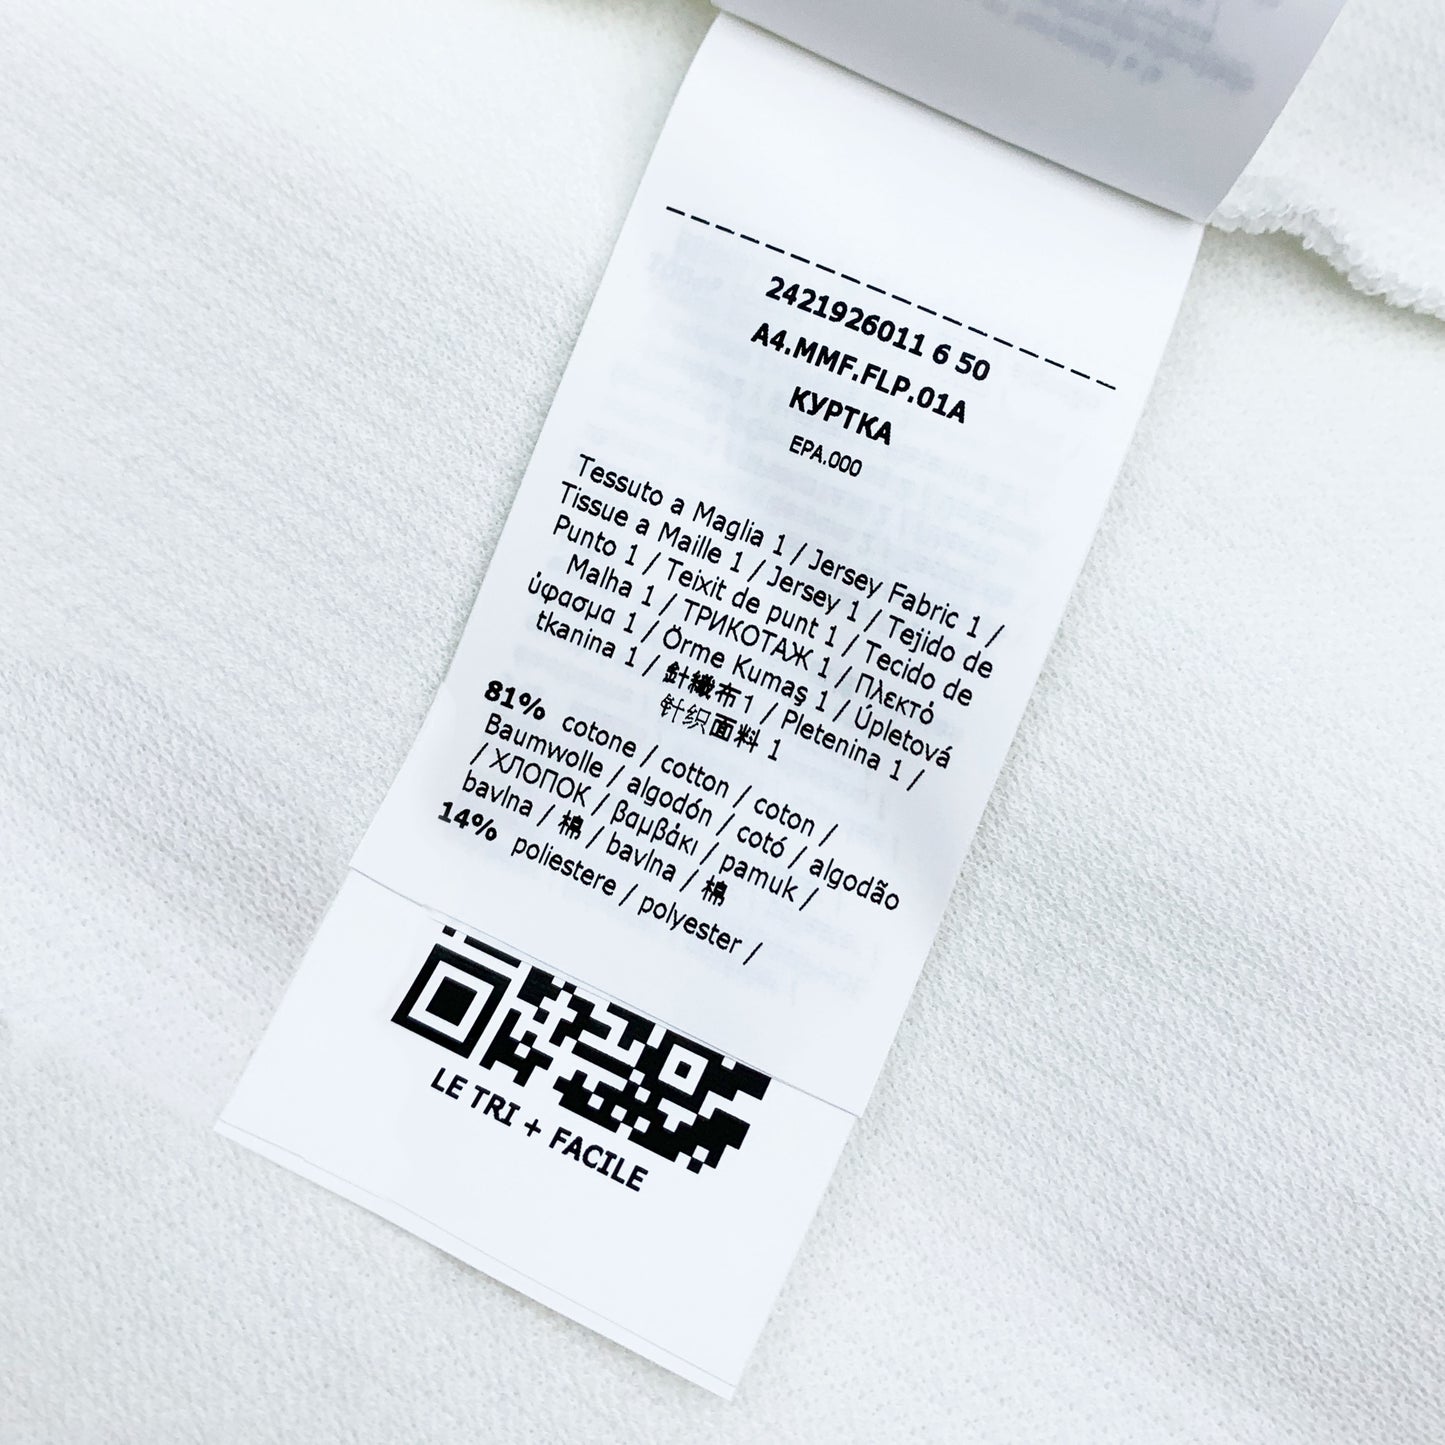 2421926011 6 50
A4.MMF.FLP.01A
КУРТКА
EPA.000
Tessuto a Maglia 1 / Jersey Fabric 1 /
Tissue a Maille 1 / Jersey 1 / Tejido de
Punto 1 / Teixit de punt 1 / Tecido de
Malha 1 / ТРИКОТАЖ 1 / Πλεκτό
ύφασμα 1 / Örme Kumaş 1 / Úpletová
tkanina 1 / 針織布1 / Pletenina 1 /
针织面料 1
81% cotone / cotton / coton /
Baumwolle / algodón / cotó / algodão
/ ХЛОПОК / βαμβάκι / pamuk /
bavlna / 棉 / bavlna / 棉
14% poliestere / polyester /
LE TRI + FACILE